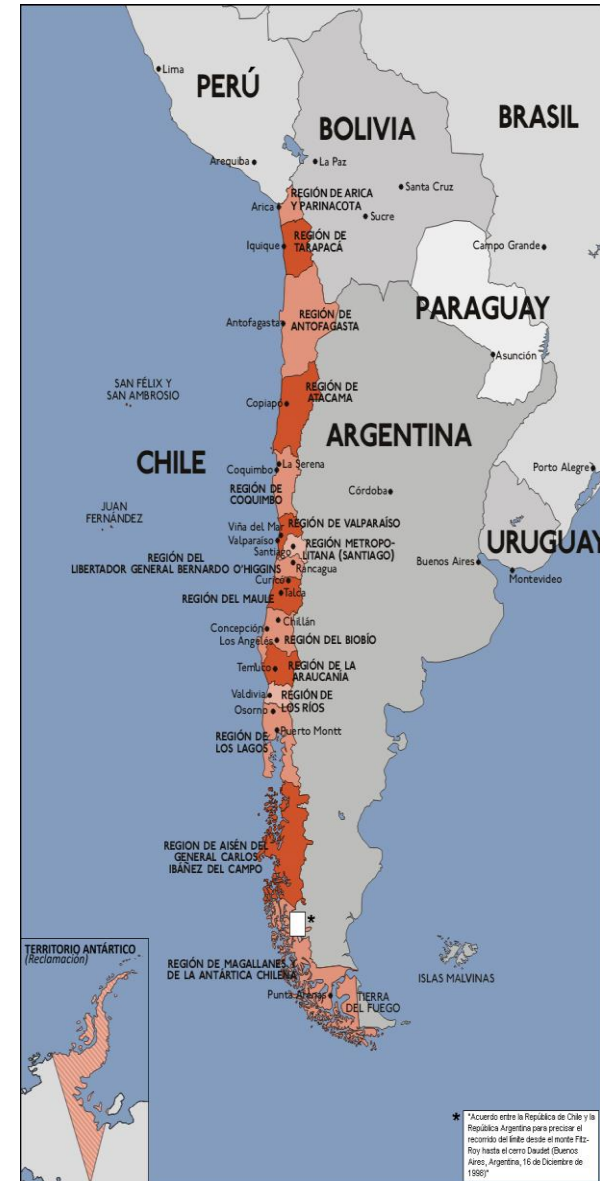 Lima
PERÚ
BRASIL
BOLIVIA
Arequiba
La Paz
Santa Cruz
REGIÓN DE ARICA
Y PARINACOTA
Arica
Sucre
REGIÓN DE
TARAPACÁ
Iquique
Campo Grande
PARAGUAY
REGIÓN DE
ANTOFAGASTA
Antofagasta
Asunción
SAN FÉLIX Y
SAN AMBROSIO
REGIÓN DE
ATACAMA
Copiapó
ARGENTINA
CHILE
La Serena
Coquimbo
Porto Alegre
REGIÓN DE
COQUIMBO
Córdoba
JUAN
FERNÁNDEZ
Viña del Mar
REGIÓN DE VALPARAÍSO
Valparaíso
URUGUAY
Santiago
REGIÓN METROPO-
LITANA (SANTIAGO)
REGIÓN DEL
LIBERTADOR GENERAL BERNARDO O'HIGGINS
Rancagua
Buenos Aires
Montevideo
Curicó
Talca
REGIÓN DEL MAULE
Chillán
Concepción
Los Angelés
REGIÓN DEL BIOBÍO
Temuco
REGIÓN DE LA
ARAUCANÍA
Valdivia
REGIÓN DE
LOS RÍOS
Osorno
Puerto Montt
REGIÓN DE
LOS LAGOS
REGION DE AISÉN DEL
GENERAL CARLOS
IBÁÑEZ DEL CAMPO
*
TERRITORIO ANTÁRTICO
(Reclamación)
REGIÓN DE MAGALLANES Y
DE LA ANTÁRTICA CHILENA
ISLAS MALVINAS
Punta Arenas
TIERRA
DEL FUEGO
* "Acuerdo entre la República de Chile y la
República Argentina para precisar el
recorrido del límite desde el monte Fitz-
Roy hasta el cerro Daudet (Buenos
Aires, Argentina, 16 de Diciembre de
1998)"